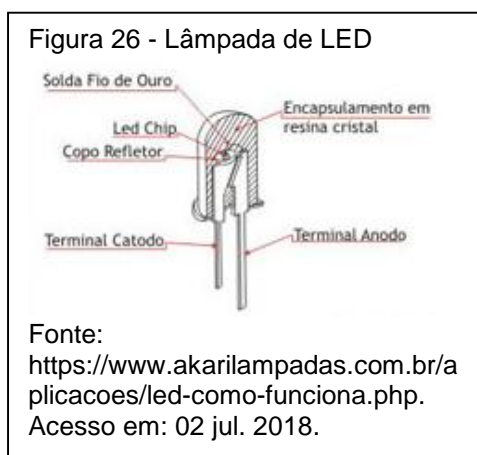 Figura 26 - Lâmpada de LED
Solda Fio de Ouro
Encapsulamento em
resina cristal
Led Chip
Copo Refletor
Terminal Catodo
Terminal Anodo
Fonte:
https://www.akarilampadas.com.br/a
plicacoes/led-como-funciona.php.
Acesso em: 02 jul. 2018.